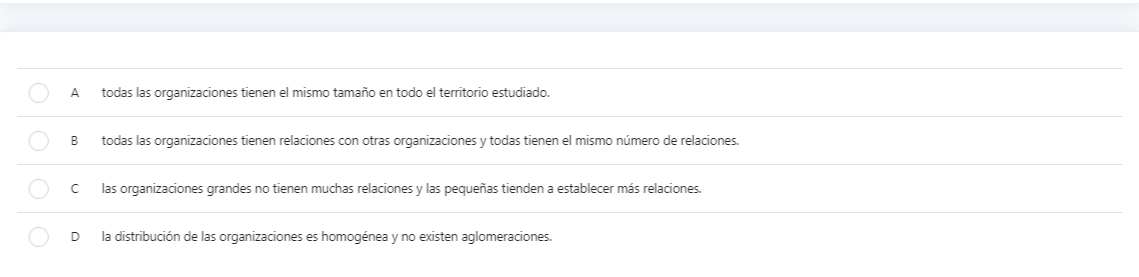 A todas las organizaciones tienen el mismo tamaño en todo el territorio estudiado.
B todas las organizaciones tienen relaciones con otras organizaciones y todas tienen el mismo número de relaciones.
C las organizaciones grandes no tienen muchas relaciones y las pequeñas tienden a establecer más relaciones.
D la distribución de las organizaciones es homogénea y no existen aglomeraciones.